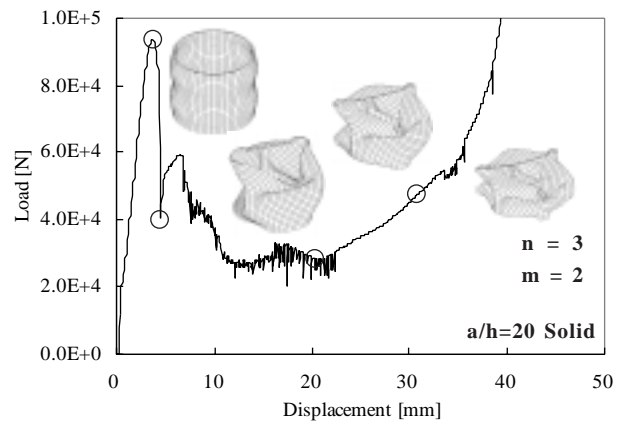 1.0E+5
8.0E+4
6.0E+4
4.0E+4
2.0E+4
0.0E+0
Load [N]
n = 3
m = 2
a/h=20 Solid
0 10 20 30 40 50
Displacement [mm]